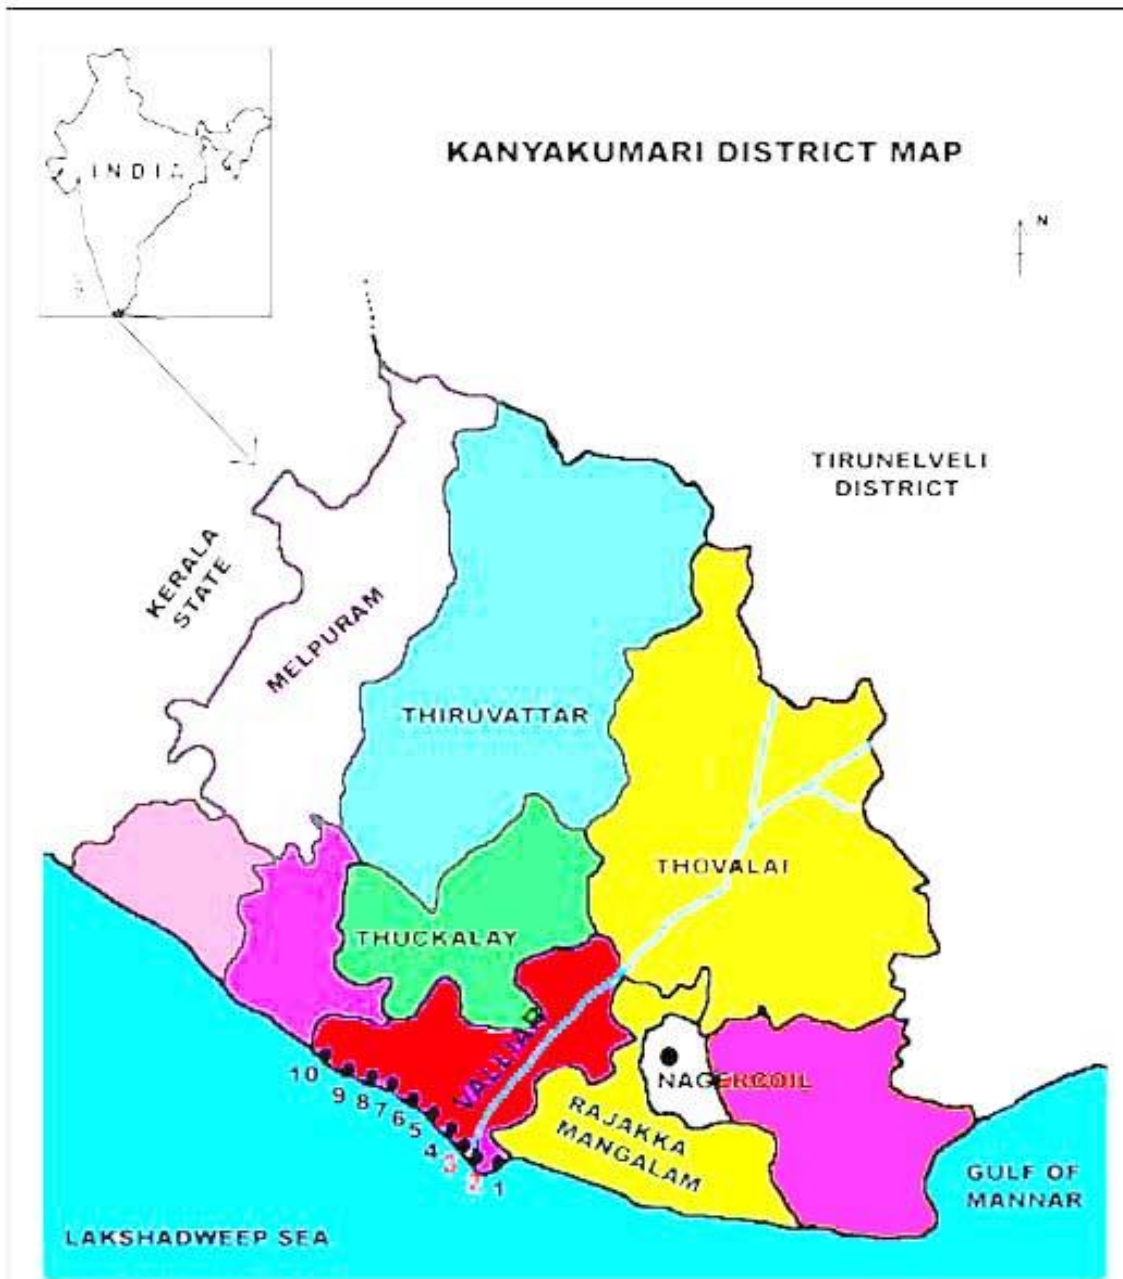 KANYAKUMARI DISTRICT MAP
INDIA
N
TIRUNELVELI
DISTRICT
KERALA
STATE
MELPURAM
THIRUVATTAR
THOVALAI
THUCKALAY
VALLIAR
NAGERCOIL
RAJAKKA
MANGALAM
10
9
8
7
6
5
4
3
2
1
GULF OF
MANNAR
LAKSHADWEEP SEA